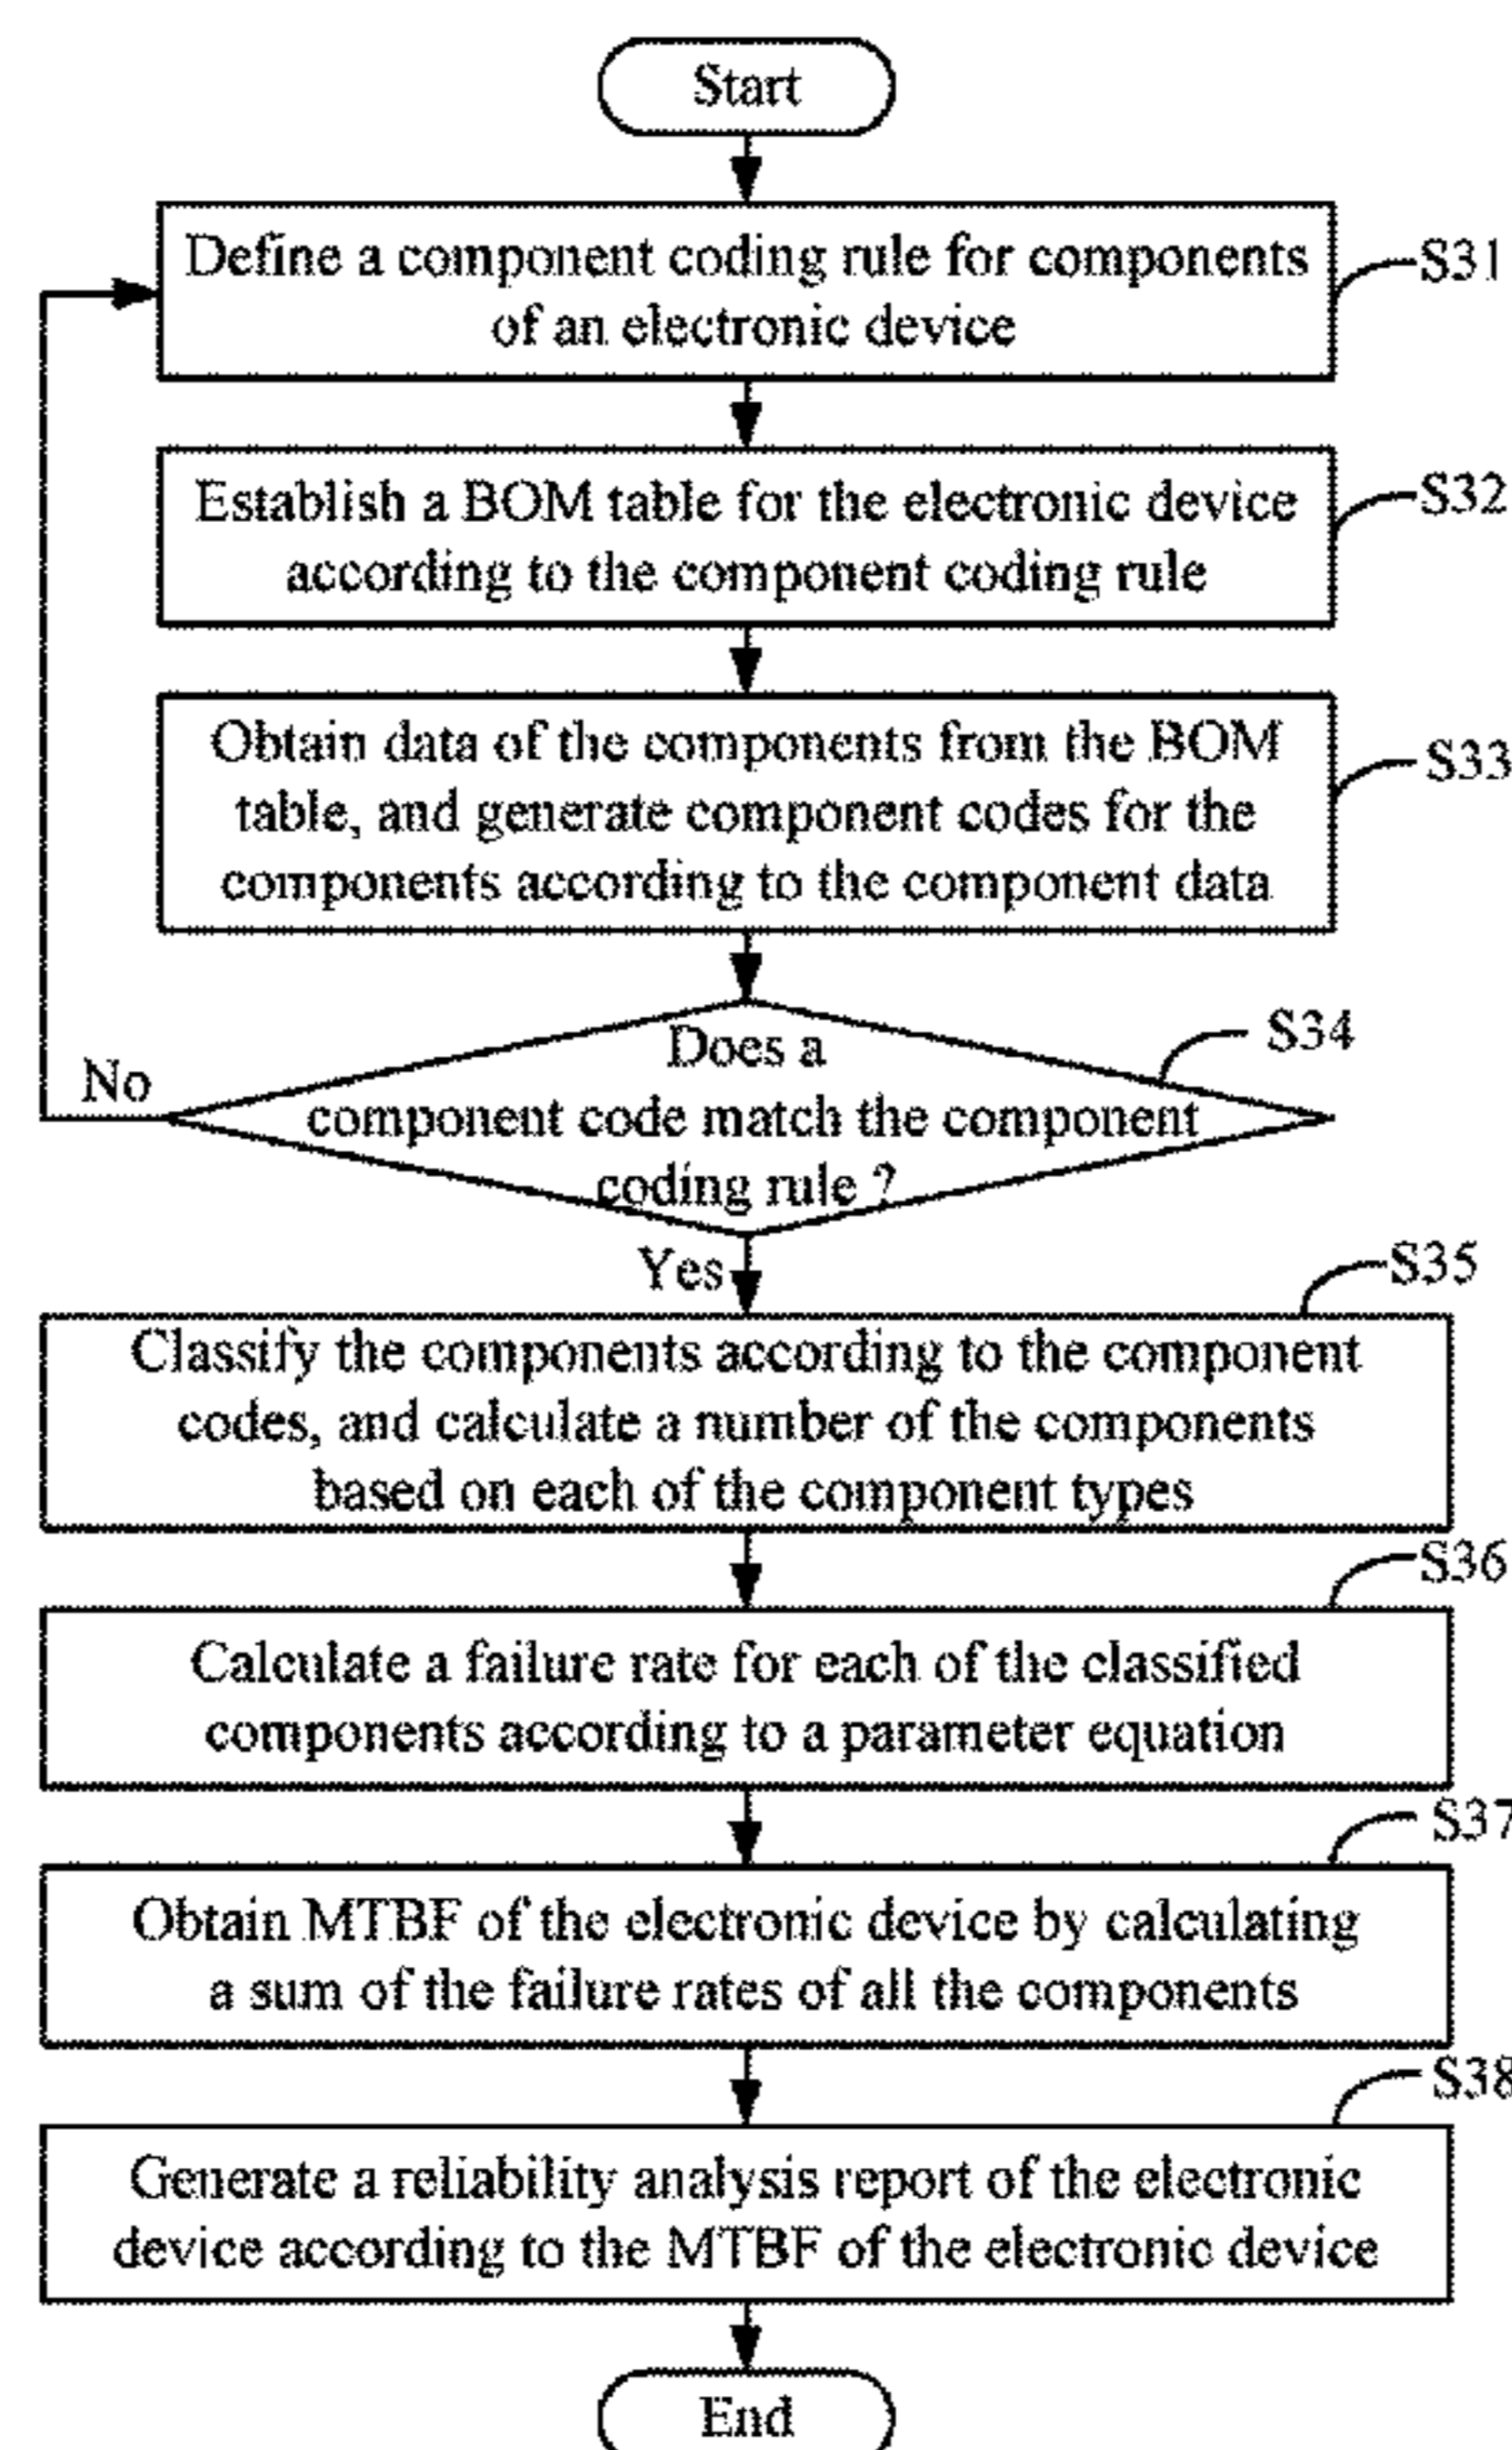 Start
Define a component coding rule for components
of an electronic device
S31
Establish a BOM table for the electronic device
according to the component coding rule
S32
Obtain data of the components from the BOM
table, and generate component codes for the
components according to the component data
S33
Does a
component code match the component
coding rule ?
S34
No
Yes
Classify the components according to the component
codes, and calculate a number of the components
based on each of the component types
S35
Calculate a failure rate for each of the classified
components according to a parameter equation
S36
Obtain MTBF of the electronic device by calculating
a sum of the failure rates of all the components
S37
Generate a reliability analysis report of the electronic
device according to the MTBF of the electronic device
S38
End